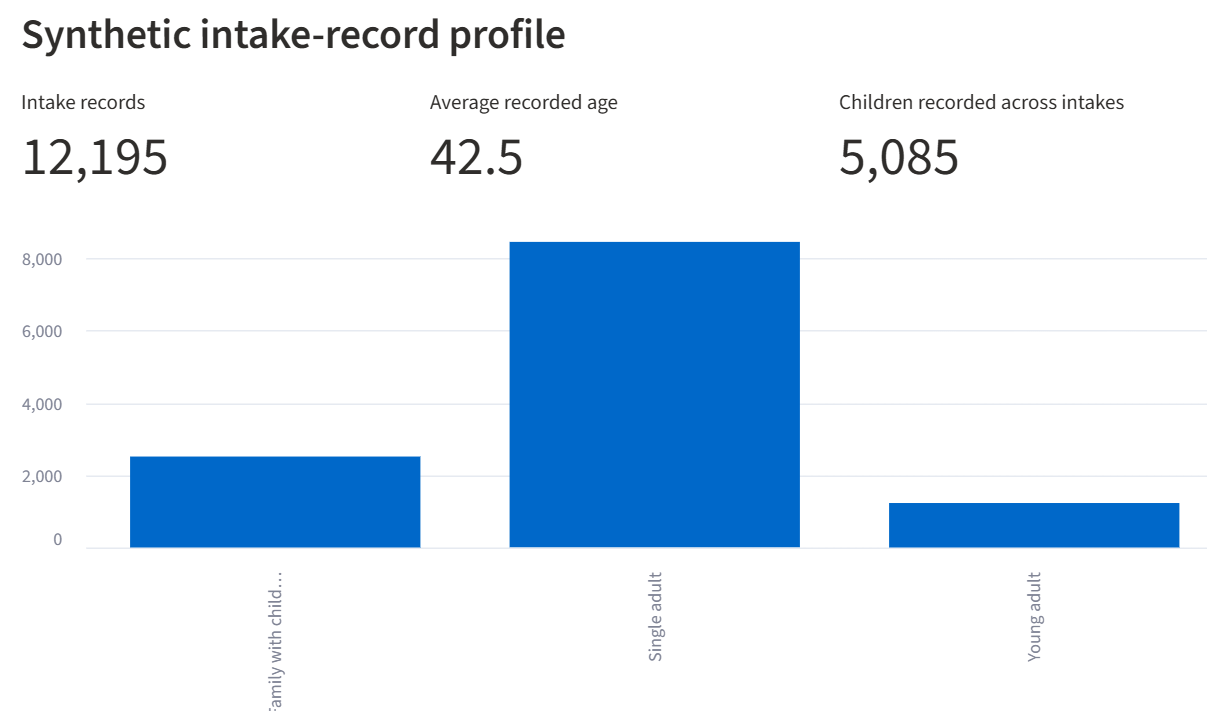 Synthetic intake-record profile
Intake records
Average recorded age
Children recorded across intakes
12,195
42.5
5,085
8,000
6,000
4,000
2,000
0
Family with child…
Single adult
Young adult